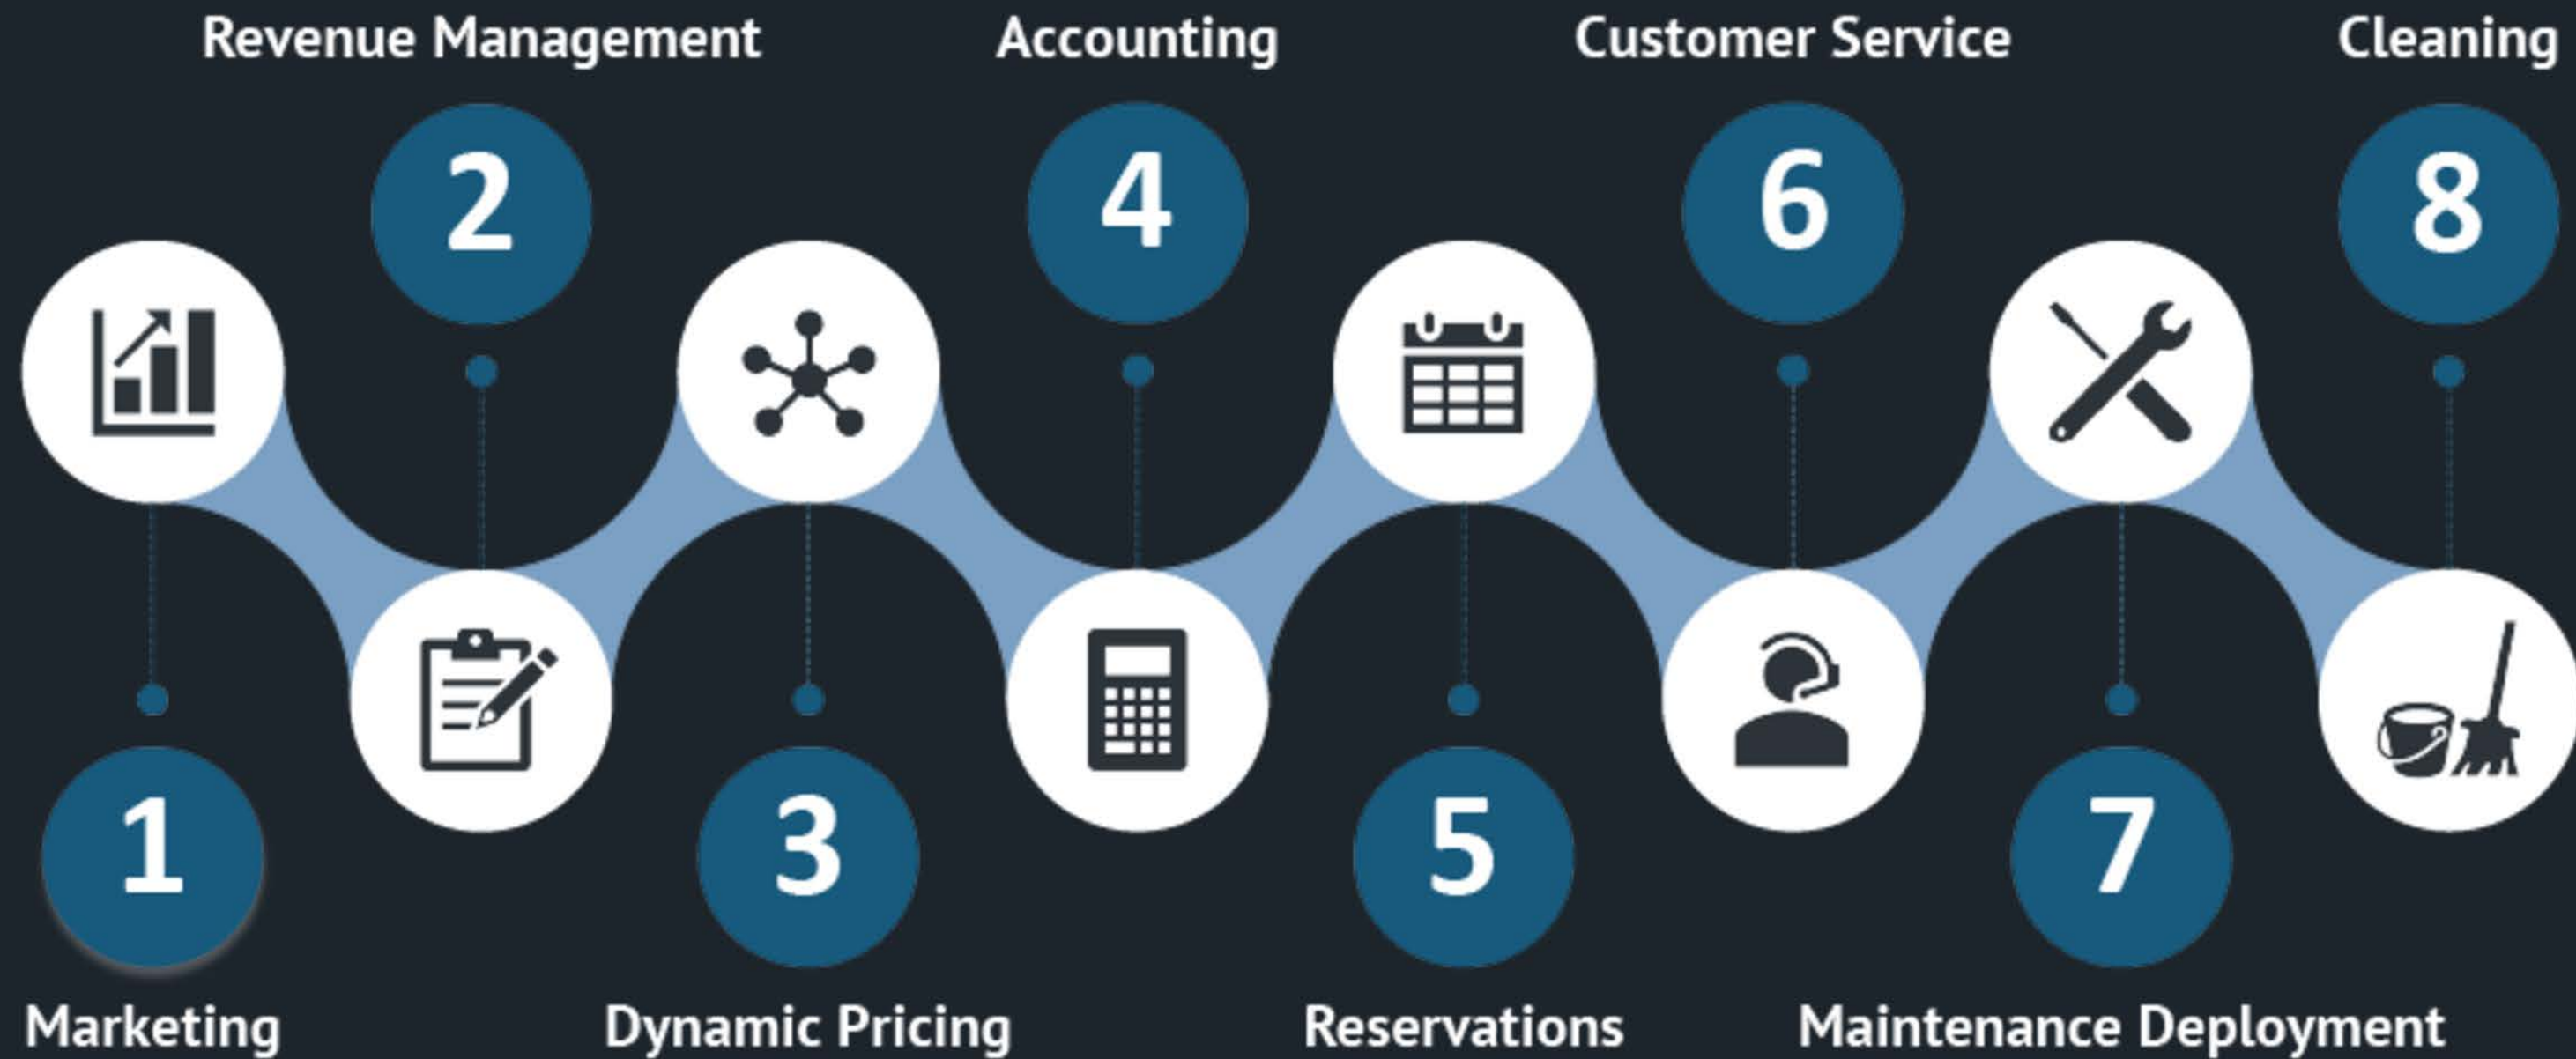 Revenue Management
Accounting
Customer Service
Cleaning
2
4
6
8
1
3
5
7
Marketing
Dynamic Pricing
Reservations
Maintenance Deployment